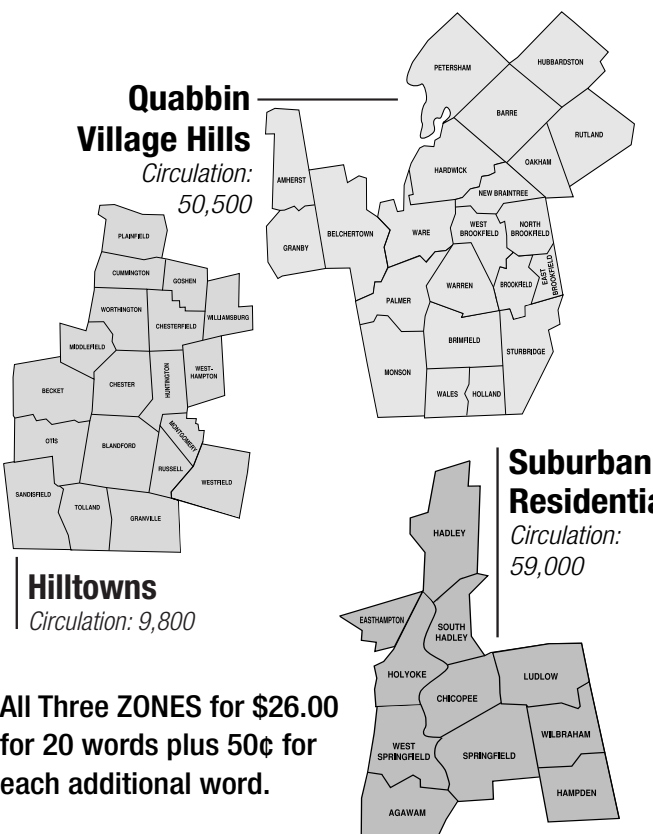 Quabbin
Village Hills
Circulation:
50,500
PETERSHAM
HUBBARDSTON
BARRE
RUTLAND
OAKHAM
HARDWICK
NEW BRAINTREE
AMHERST
BELCHERTOWN
GRANBY
WARE
WEST
BROOKFIELD
NORTH
BROOKFIELD
EAST
BROOKFIELD
BROOKFIELD
WARREN
PALMER
BRIMFIELD
STURBRIDGE
MONSON
WALES
HOLLAND
PLAINFIELD
CUMMINGTON
GOSHEN
WORTHINGTON
CHESTERFIELD
WILLIAMSBURG
MIDDLEFIELD
WEST-
HAMPTON
HUNTINGTON
CHESTER
BECKET
MONTGOMERY
OTIS
BLANDFORD
RUSSELL
WESTFIELD
SANDISFIELD
TOLLAND
GRANVILLE
Hilltowns
Circulation: 9,800
Suburban
Residentia
Circulation:
59,000
HADLEY
EASTHAMPTON
SOUTH
HADLEY
HOLYOKE
CHICOPEE
LUDLOW
WEST
SPRINGFIELD
SPRINGFIELD
WILBRAHAM
HAMPDEN
AGAWAM
All Three ZONES for $26.00
for 20 words plus 50¢ for
each additional word.